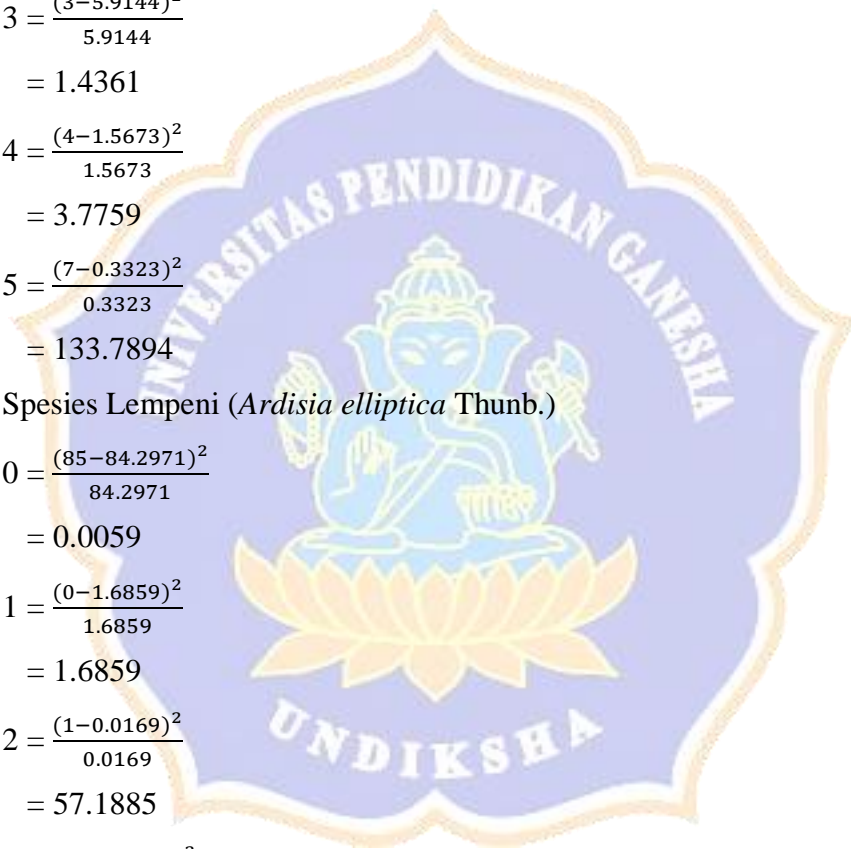 3 = (3−5.9144)²/5.9144
= 1.4361
4 = (4−1.5673)²/1.5673
= 3.7759
5 = (7−0.3323)²/0.3323
= 133.7894
UNIVERSITAS PENDIDIKAN GANESHA
Spesies Lempeni (Ardisia elliptica Thunb.)
0 = (85−84.2971)²/84.2971
= 0.0059
1 = (0−1.6859)²/1.6859
= 1.6859
2 = (1−0.0169)²/0.0169
= 57.1885
UNDIKSHA